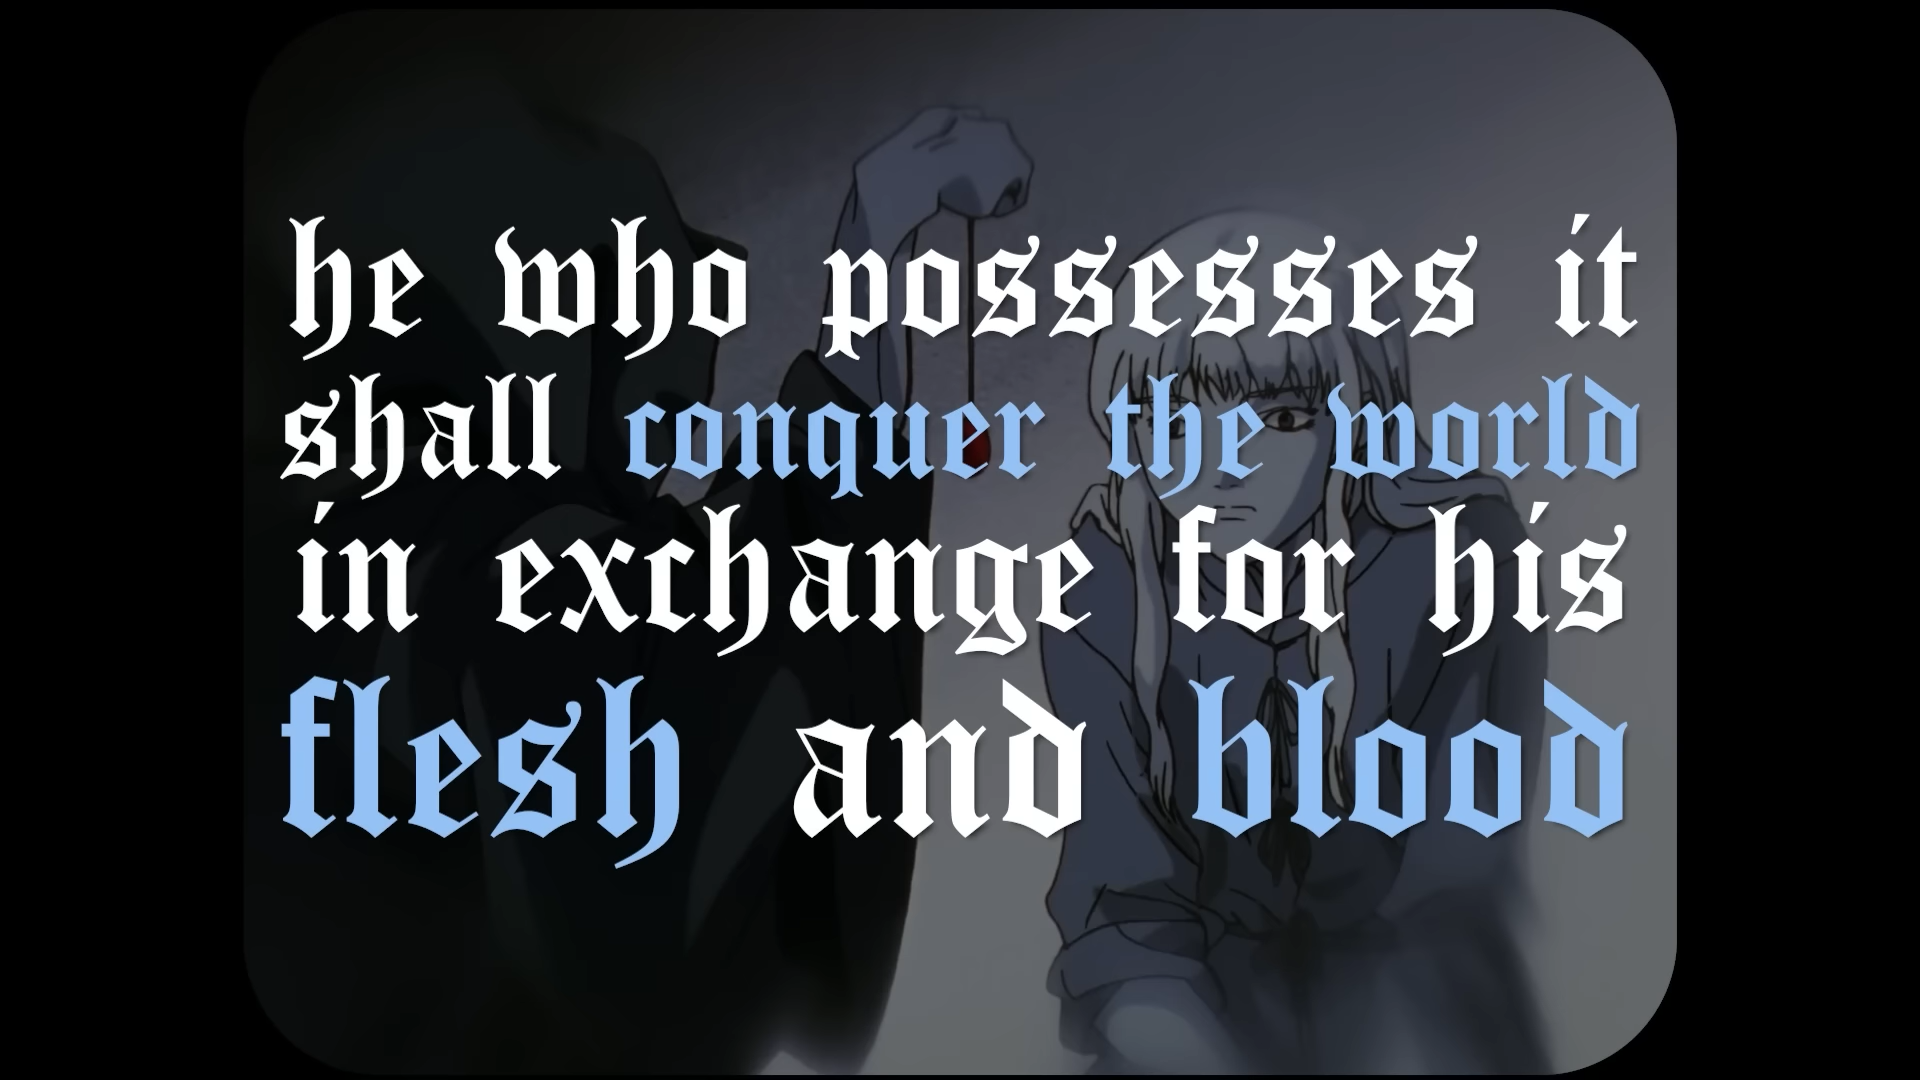 he who possesses it
shall conquer the world
in exchange for his
flesh and blood